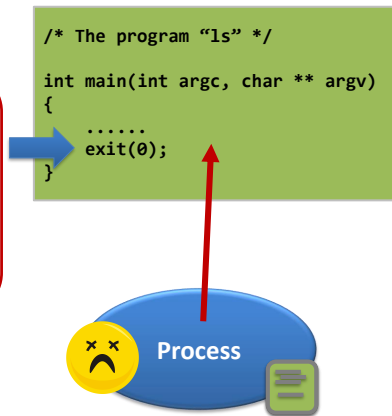 /* The program “ls” */
int main(int argc, char ** argv)
{
......
exit(0);
}
Process